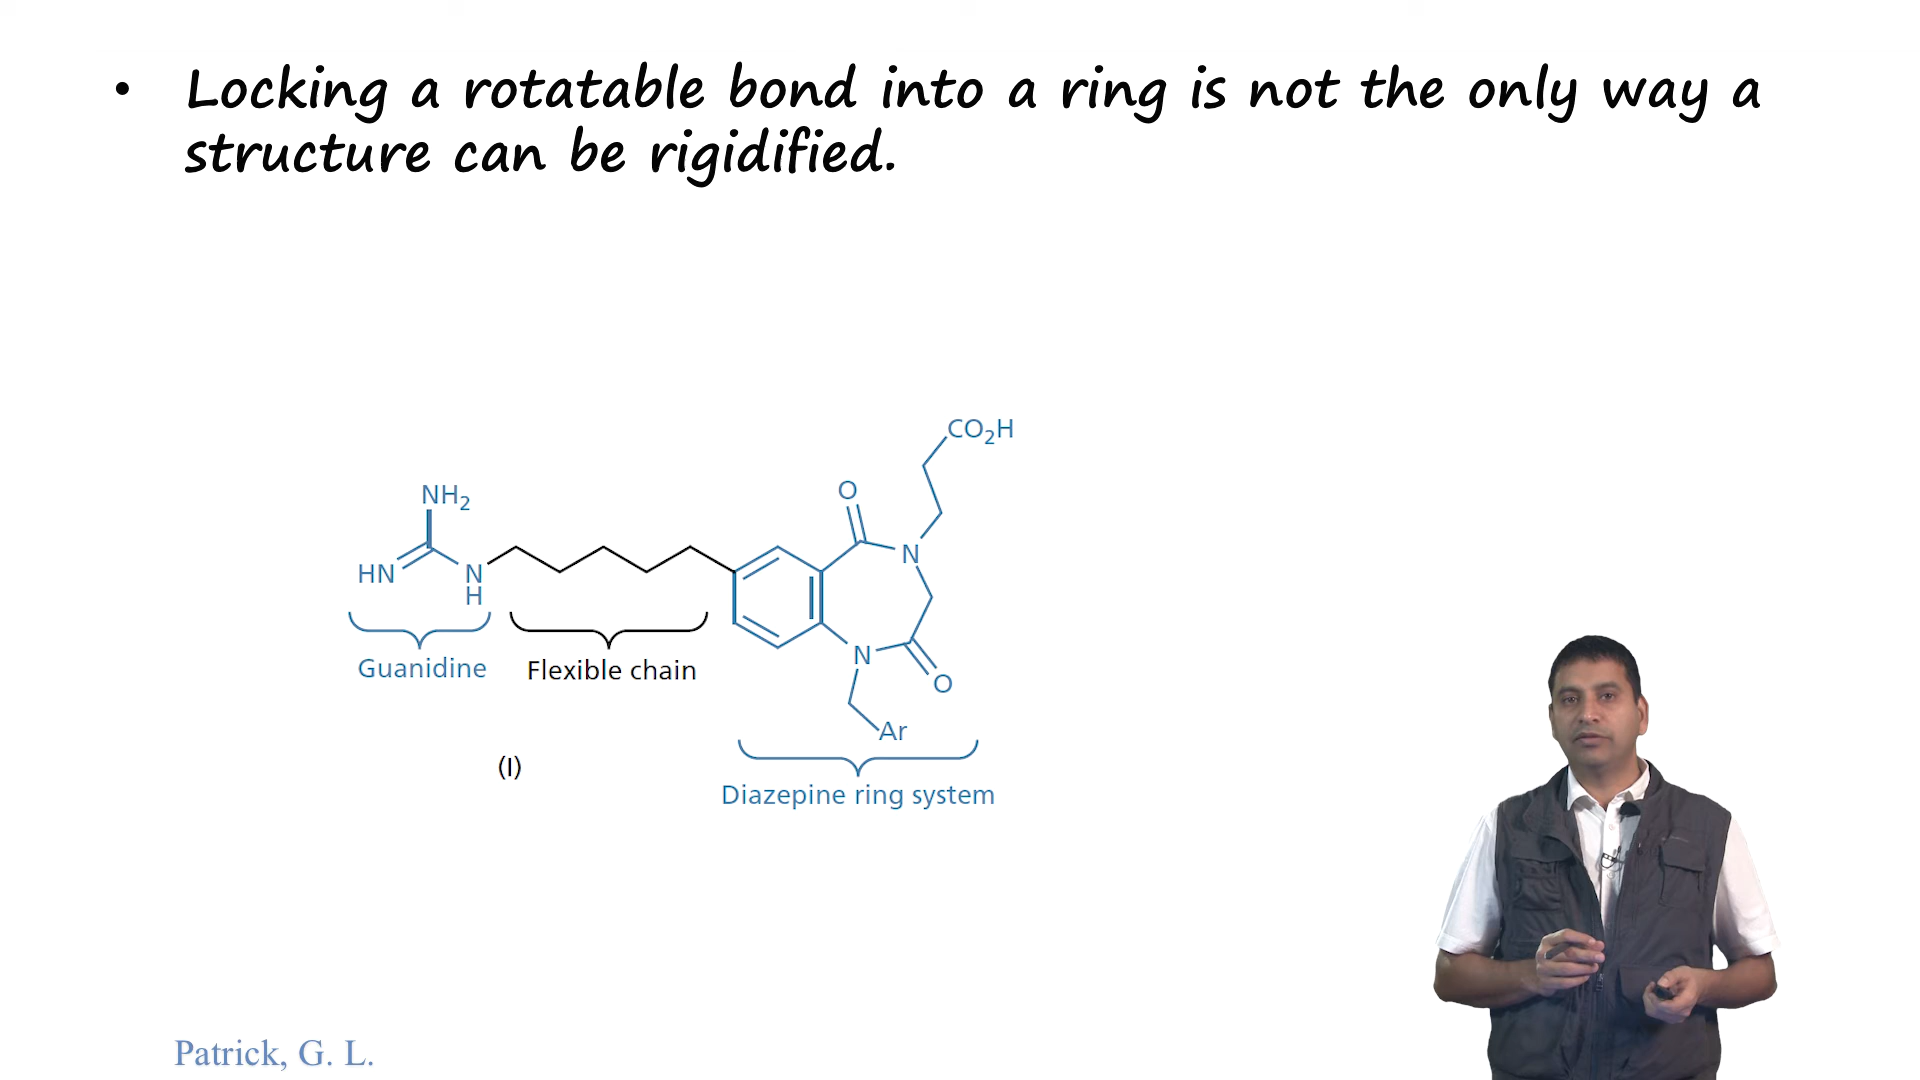 • Locking a rotatable bond into a ring is not the only way a
structure can be rigidified.
CO₂H
O
NH₂
N
HN
N
H
Guanidine
Flexible chain
N
O
Ar
(I)
Diazepine ring system
Patrick, G. L.